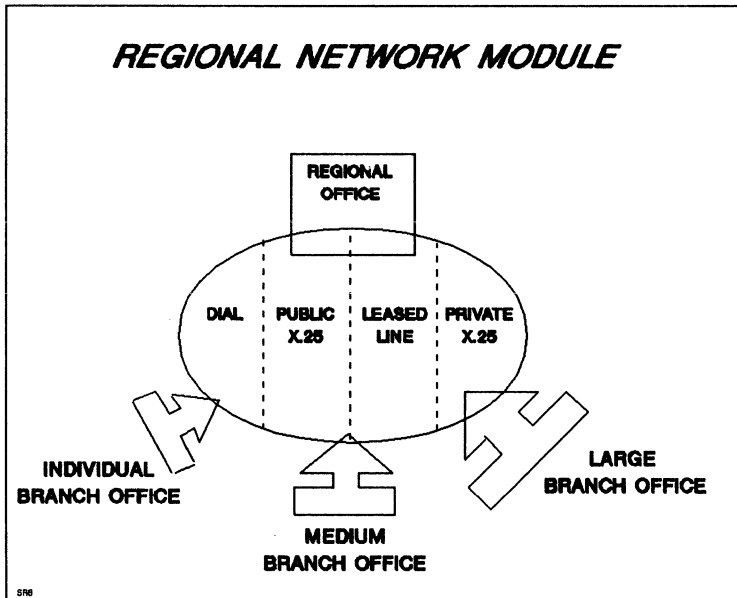 REGIONAL NETWORK MODULE
REGIONAL
OFFICE
DIAL
PUBLIC
X.25
LEASED
LINE
PRIVATE
X.25
INDIVIDUAL
BRANCH OFFICE
MEDIUM
BRANCH OFFICE
LARGE
BRANCH OFFICE
SR6